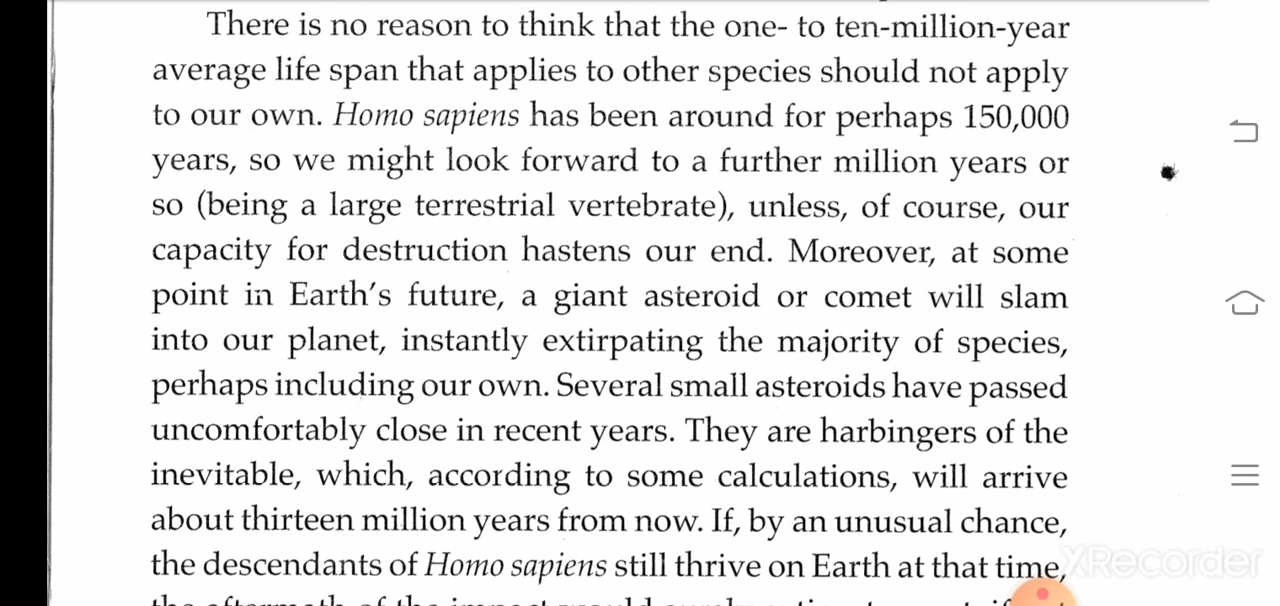 There is no reason to think that the one- to ten-million-year
average life span that applies to other species should not apply
to our own. Homo sapiens has been around for perhaps 150,000
years, so we might look forward to a further million years or
so (being a large terrestrial vertebrate), unless, of course, our
capacity for destruction hastens our end. Moreover, at some
point in Earth's future, a giant asteroid or comet will slam
into our planet, instantly extirpating the majority of species,
perhaps including our own. Several small asteroids have passed
uncomfortably close in recent years. They are harbingers of the
inevitable, which, according to some calculations, will arrive
about thirteen million years from now. If, by an unusual chance,
the descendants of Homo sapiens still thrive on Earth at that time,
the aftermath of the impact would surely
XRecorder